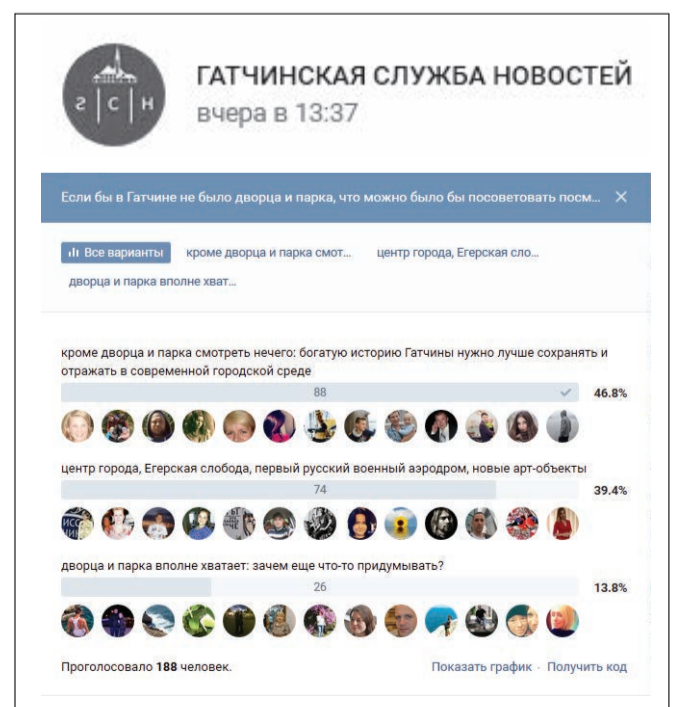 г|с|н
ГАТЧИНСКАЯ СЛУЖБА НОВОСТЕЙ
вчера в 13:37
Если бы в Гатчине не было дворца и парка, что можно было бы посоветовать посм...
Все варианты кроме дворца и парка смот... центр города, Егерская сло...
дворца и парка вполне хват...
кроме дворца и парка смотреть нечего: богатую историю Гатчины нужно лучше сохранять и
отражать в современной городской среде
88 46.8%
центр города, Егерская слобода, первый русский военный аэродром, новые арт-объекты
74 39.4%
дворца и парка вполне хватает: зачем еще что-то придумывать?
26 13.8%
Проголосовало 188 человек. Показать график · Получить код